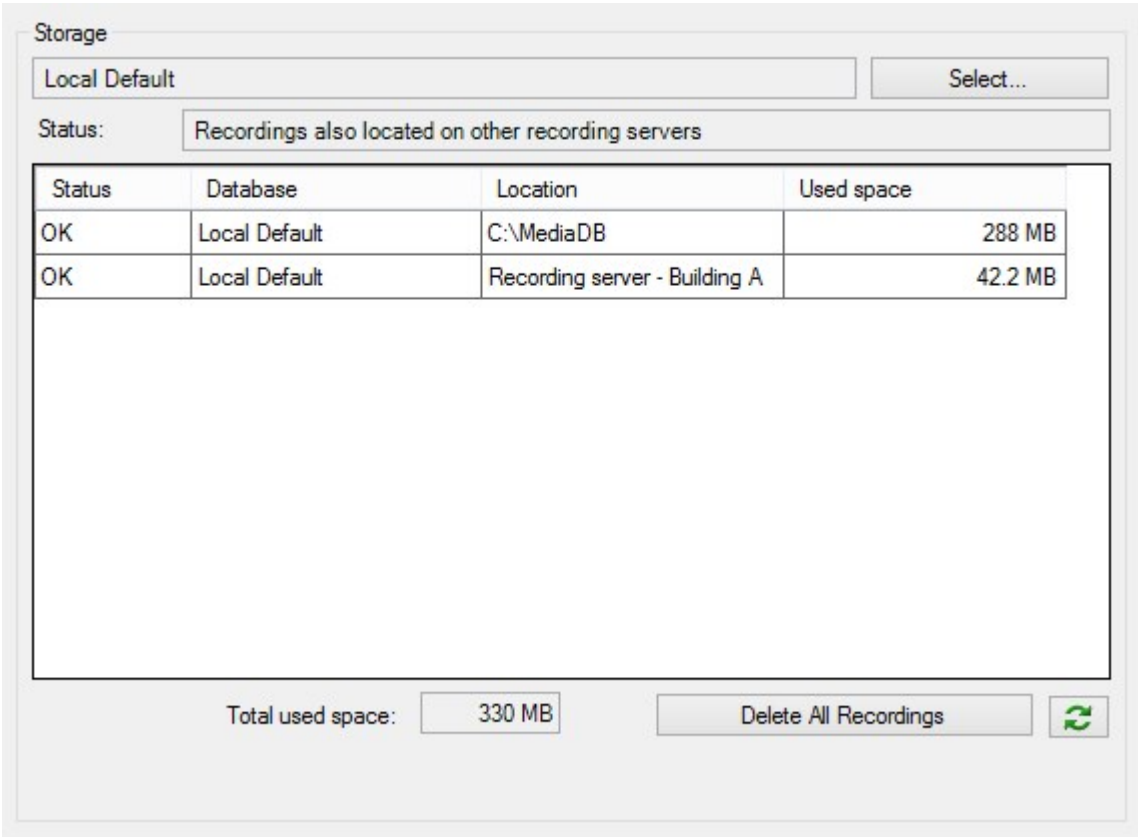 Storage
Local Default Select...
Status: Recordings also located on other recording servers
Status Database Location Used space
OK Local Default C:\MediaDB 288 MB
OK Local Default Recording server - Building A 42.2 MB
Total used space: 330 MB Delete All Recordings